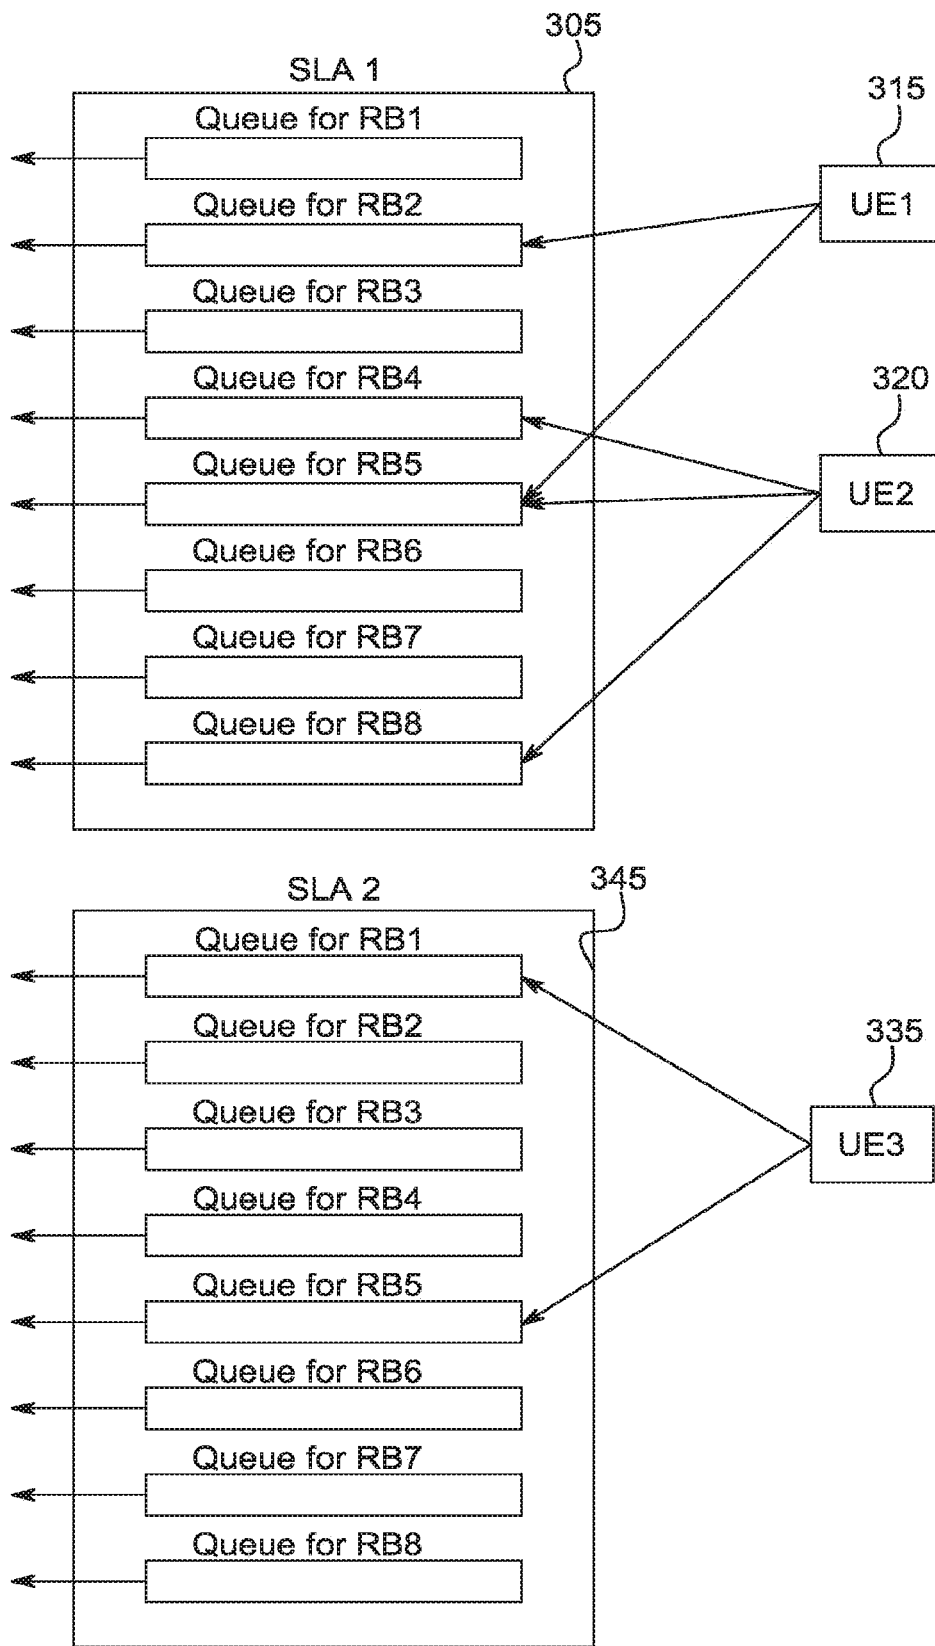 305
SLA 1
315
Queue for RB1
UE1
Queue for RB2
Queue for RB3
Queue for RB4
320
Queue for RB5
UE2
Queue for RB6
Queue for RB7
Queue for RB8
SLA 2
345
Queue for RB1
Queue for RB2
335
Queue for RB3
UE3
Queue for RB4
Queue for RB5
Queue for RB6
Queue for RB7
Queue for RB8